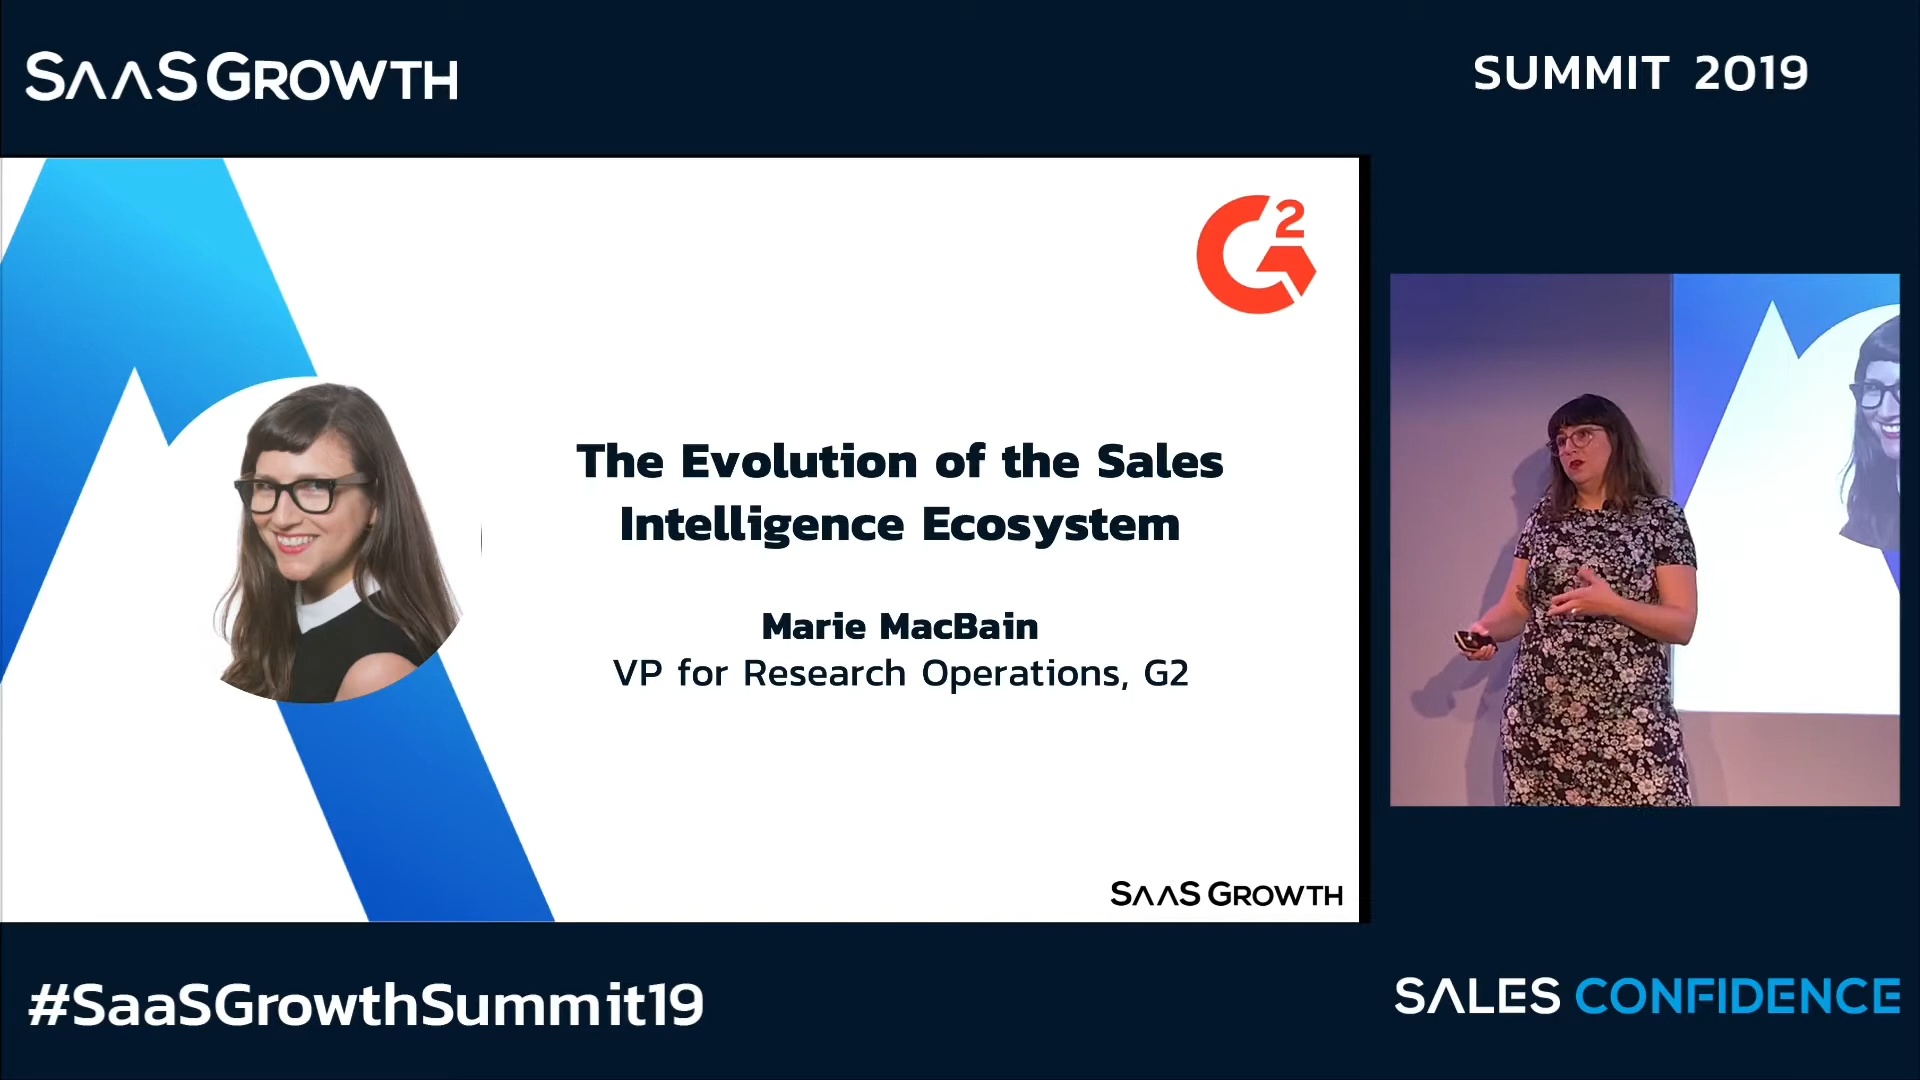 SAAS GROWTH
SUMMIT 2019
G2
The Evolution of the Sales
Intelligence Ecosystem
Marie MacBain
VP for Research Operations, G2
SAAS GROWTH
#SaaSGrowthSummit19
SALES CONFIDENCE